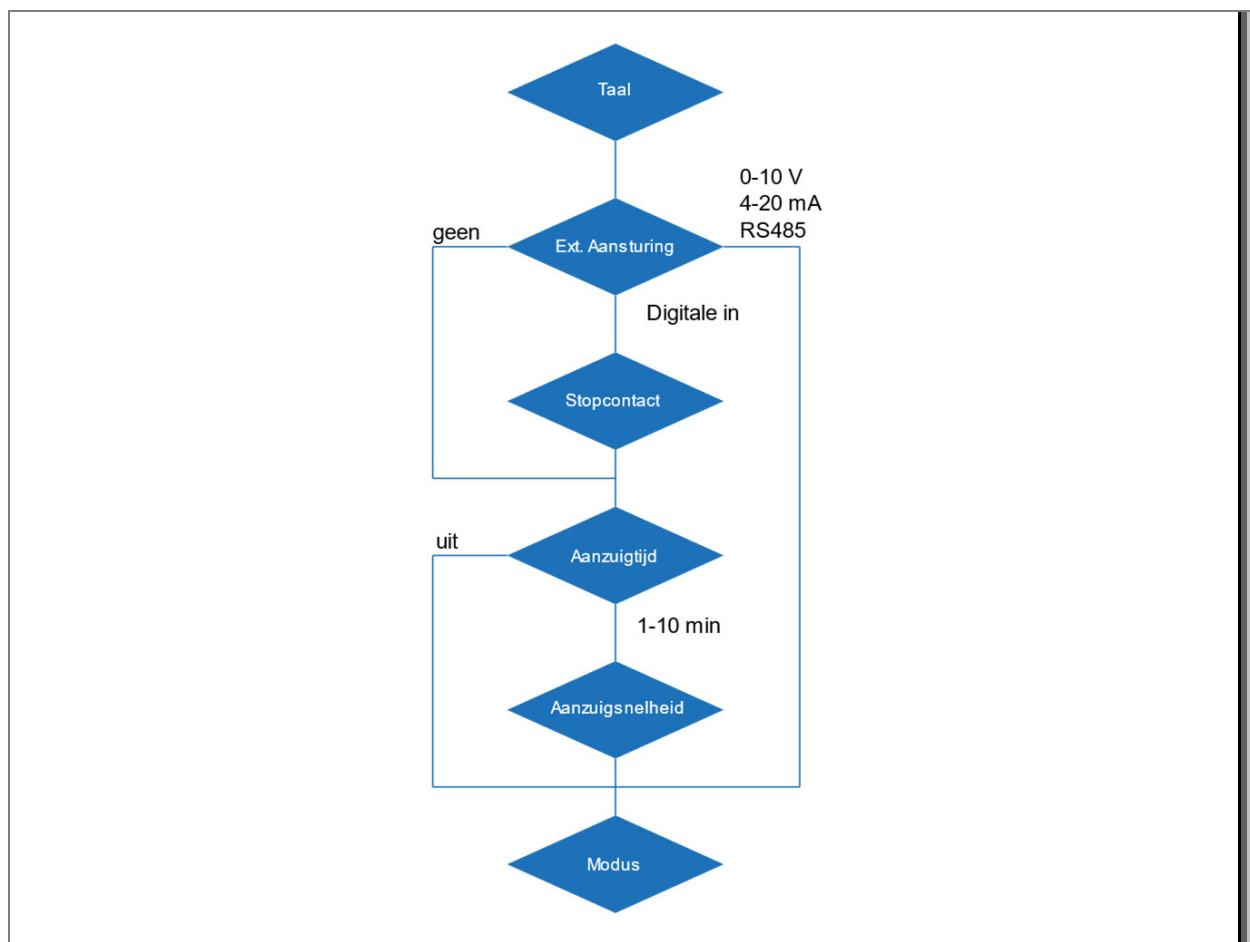 Taal
0-10 V
4-20 mA
RS485
geen
Ext. Aansturing
Digitale in
Stopcontact
uit
Aanzuigtijd
1-10 min
Aanzuigsnelheid
Modus